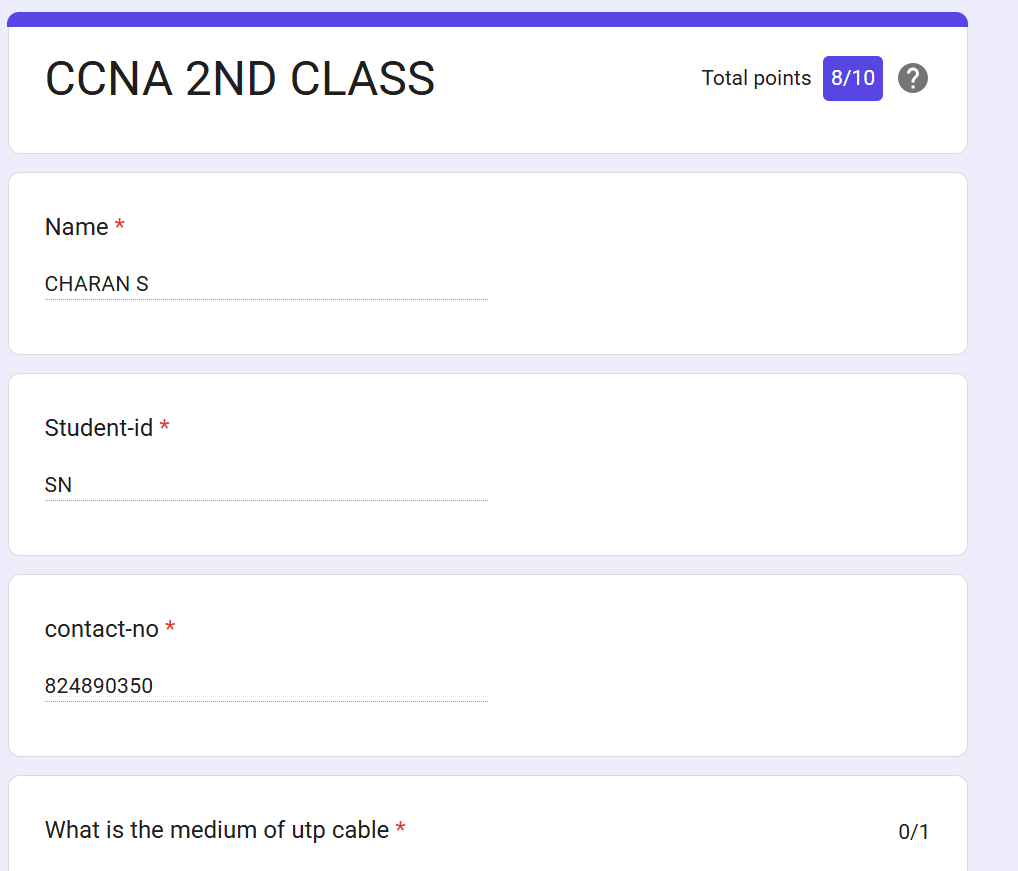 CCNA 2ND CLASS
Total points 8/10
Name *
CHARAN S
Student-id *
SN
contact-no *
824890350
What is the medium of utp cable *
0/1